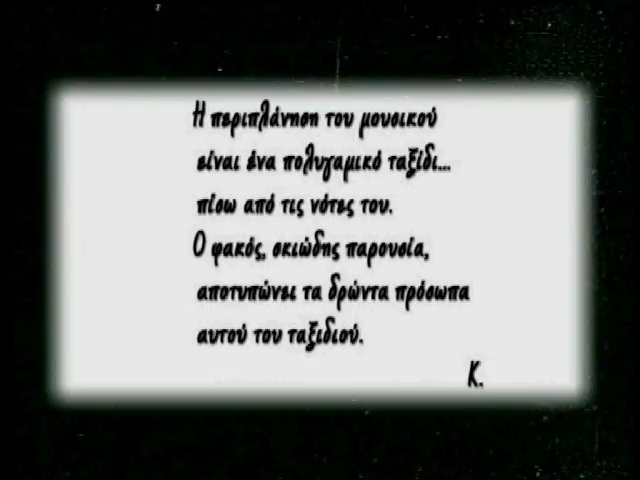 Η περιπλάνηση του μουσικού
είναι ένα πολυγαμικό ταξίδι...
πίσω από τις νότες του.
Ο φακός, σκιώδης παρουσία,
αποτυπώνει τα δρώντα πρόσωπα
αυτού του ταξιδιού.
Κ.